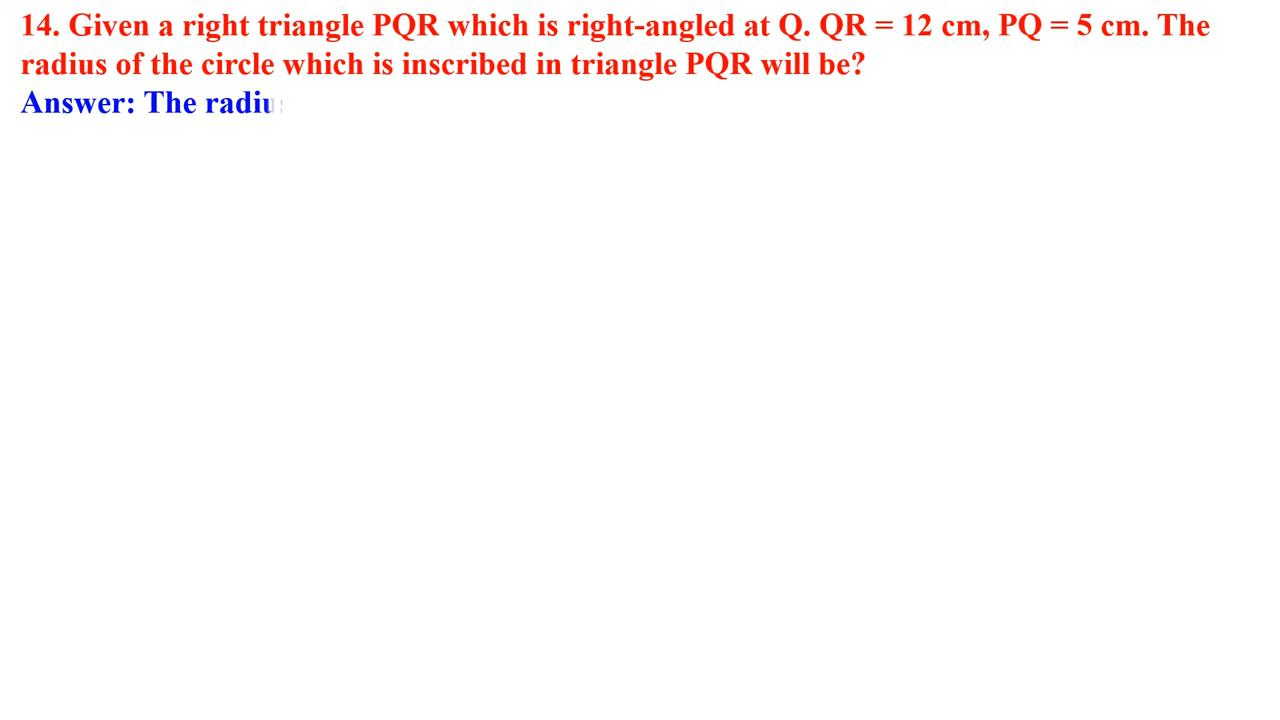 14. Given a right triangle PQR which is right-angled at Q. QR = 12 cm, PQ = 5 cm. The
radius of the circle which is inscribed in triangle PQR will be?
Answer: The radius